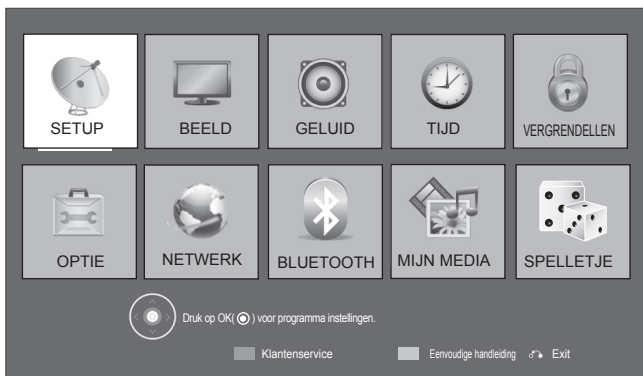 SETUP BEELD GELUID TIJD VERGRENDELLEN
OPTIE NETWERK BLUETOOTH MIJN MEDIA SPELLETJE
Druk op OK(◉) voor programma instellingen.
Klantenservice Eenvoudige handleiding Exit